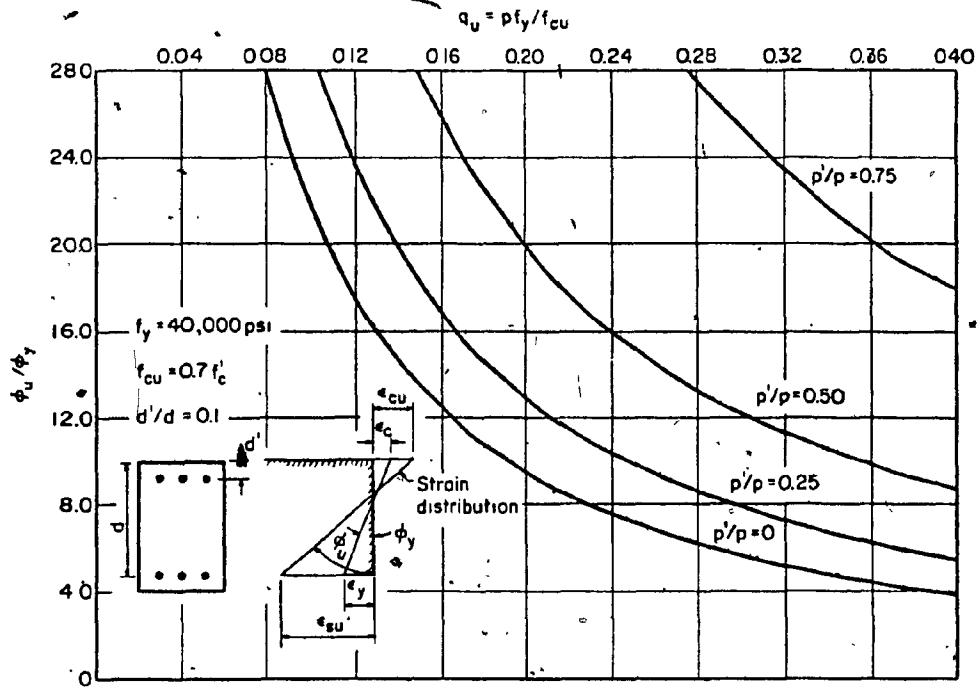 q_u = pf_y/f_cu
0.04 0.08 0.12 0.16 0.20 0.24 0.28 0.32 0.36 0.40
28.0
24.0
20.0
16.0
12.0
8.0
4.0
0
ϕ_u/ϕ_y
p'/p = 0.75
p'/p = 0.50
p'/p = 0.25
p'/p = 0
f_y = 40,000 psi
f_cu = 0.7 f'_c
d'/d = 0.1
d'
d
ϵ_cu
ϵ_c
Strain
distribution
ϕ_u
ϕ_y
ϵ_y
ϵ_su